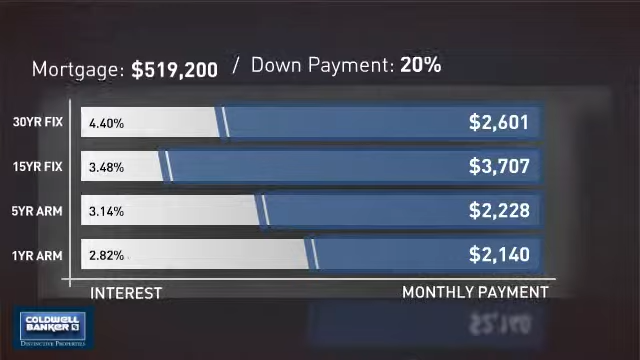 Mortgage: $519,200 / Down Payment: 20%
30YR FIX 4.40% $2,601
15YR FIX 3.48% $3,707
5YR ARM 3.14% $2,228
1YR ARM 2.82% $2,140
INTEREST MONTHLY PAYMENT
COLDWELL
BANKER
DISTINCTIVE PROPERTIES